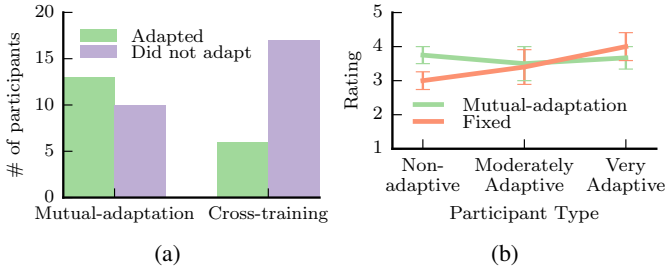 # of participants
20
15
10
5
0
Adapted
Did not adapt
Mutual-adaptation
Cross-training
(a)
Rating
5
4
3
2
1
Mutual-adaptation
Fixed
Non-
adaptive
Moderately
Adaptive
Very
Adaptive
Participant Type
(b)